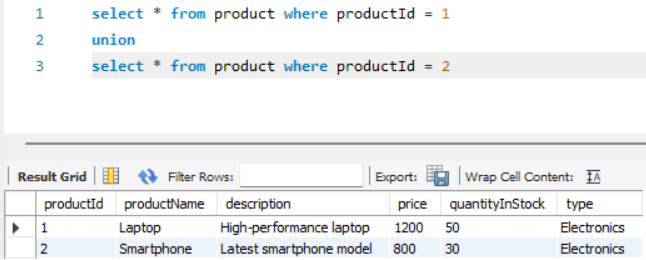 1 select * from product where productId = 1
2 union
3 select * from product where productId = 2
Result Grid Filter Rows: Export: Wrap Cell Content: IA
productId productName description price quantityInStock type
1 Laptop High-performance laptop 1200 50 Electronics
2 Smartphone Latest smartphone model 800 30 Electronics